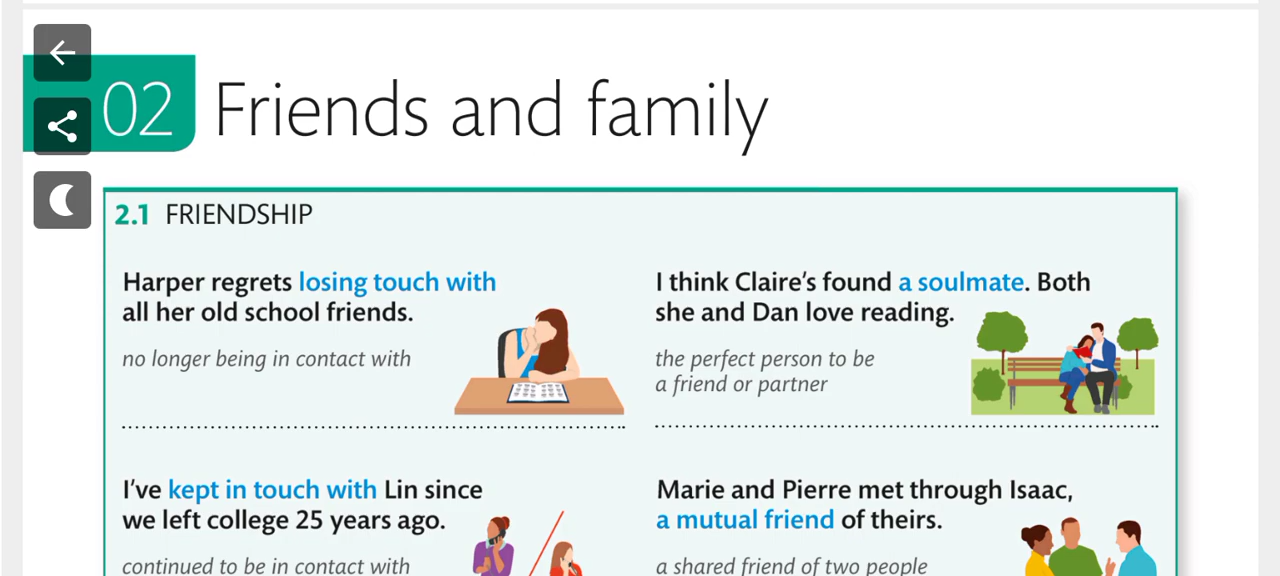 02 Friends and family
2.1 FRIENDSHIP
Harper regrets losing touch with
all her old school friends.
no longer being in contact with
I think Claire's found a soulmate. Both
she and Dan love reading.
the perfect person to be
a friend or partner
I've kept in touch with Lin since
we left college 25 years ago.
continued to be in contact with
Marie and Pierre met through Isaac,
a mutual friend of theirs.
a shared friend of two people